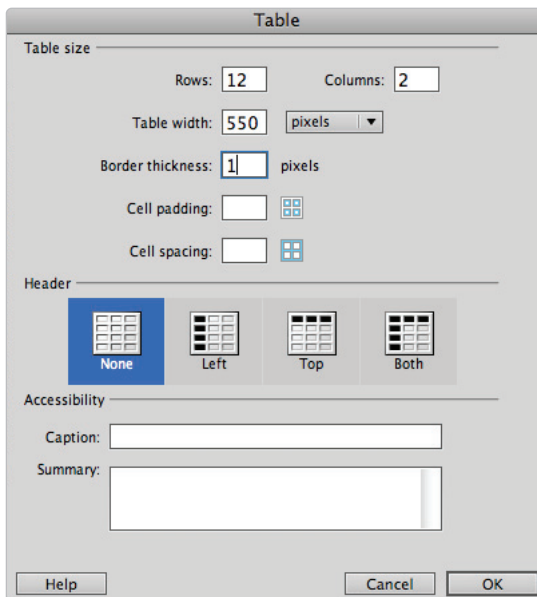 Table
Table size
Rows: 12 Columns: 2
Table width: 550 pixels
Border thickness: 1 pixels
Cell padding:
Cell spacing:
Header
None Left Top Both
Accessibility
Caption:
Summary:
Help Cancel OK